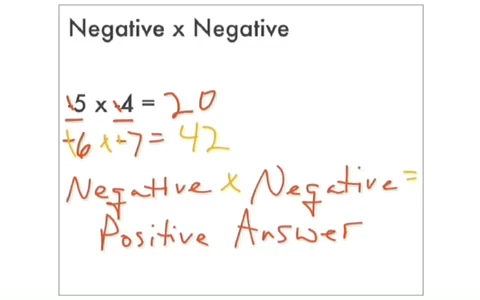 Negative x Negative
-5 x -4 = 20
-6 x -7 = 42
Negative x Negative =
Positive Answer